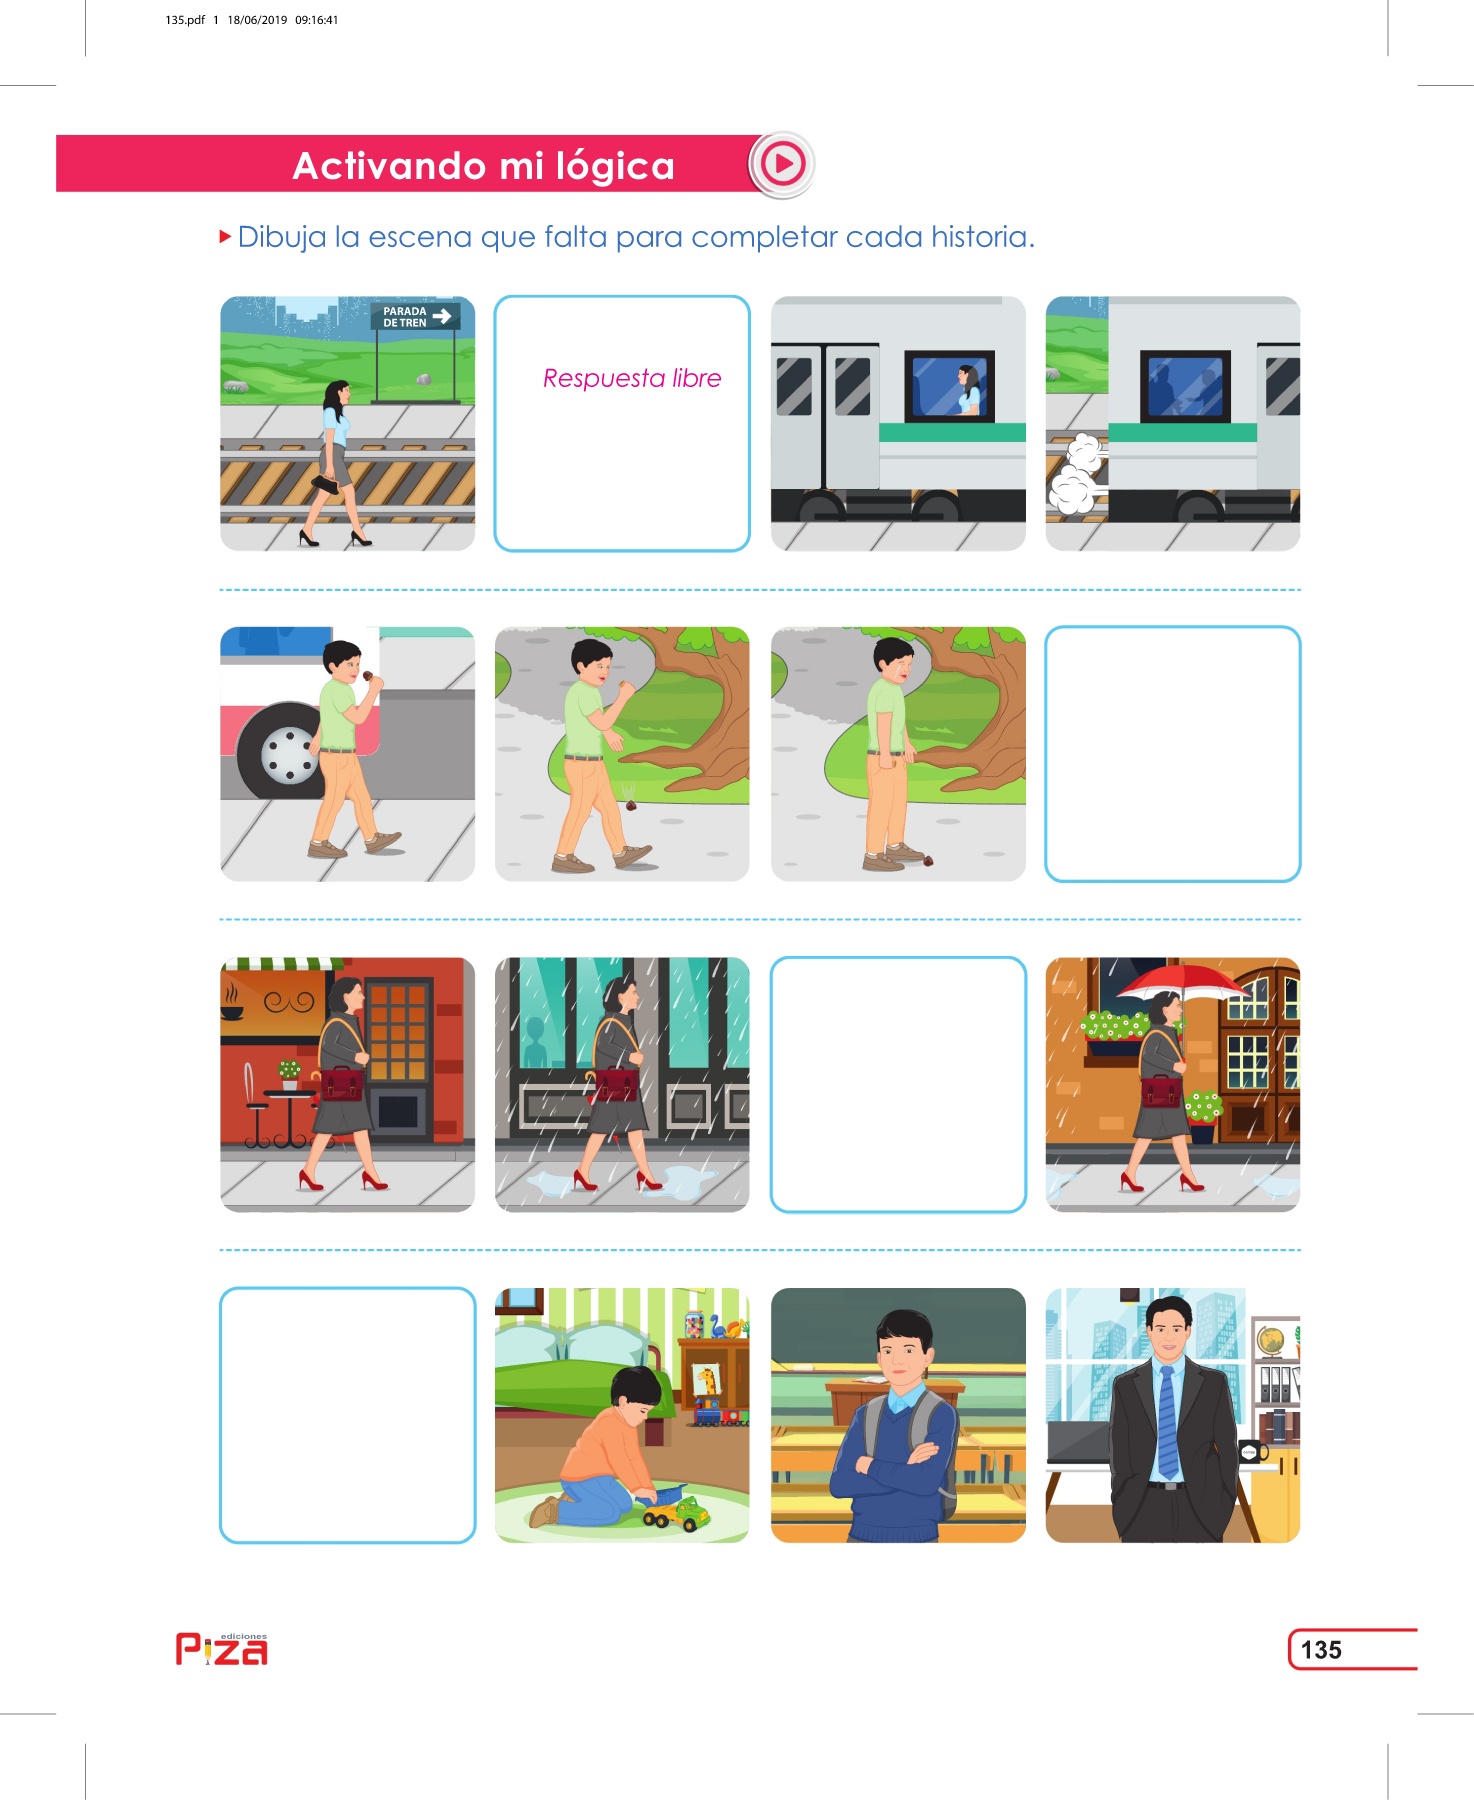 135.pdf 1 18/06/2019 09:16:41
Activando mi lógica
Dibuja la escena que falta para completar cada historia.
PARADA
DE TREN
Respuesta libre
ediciones
Piza
135